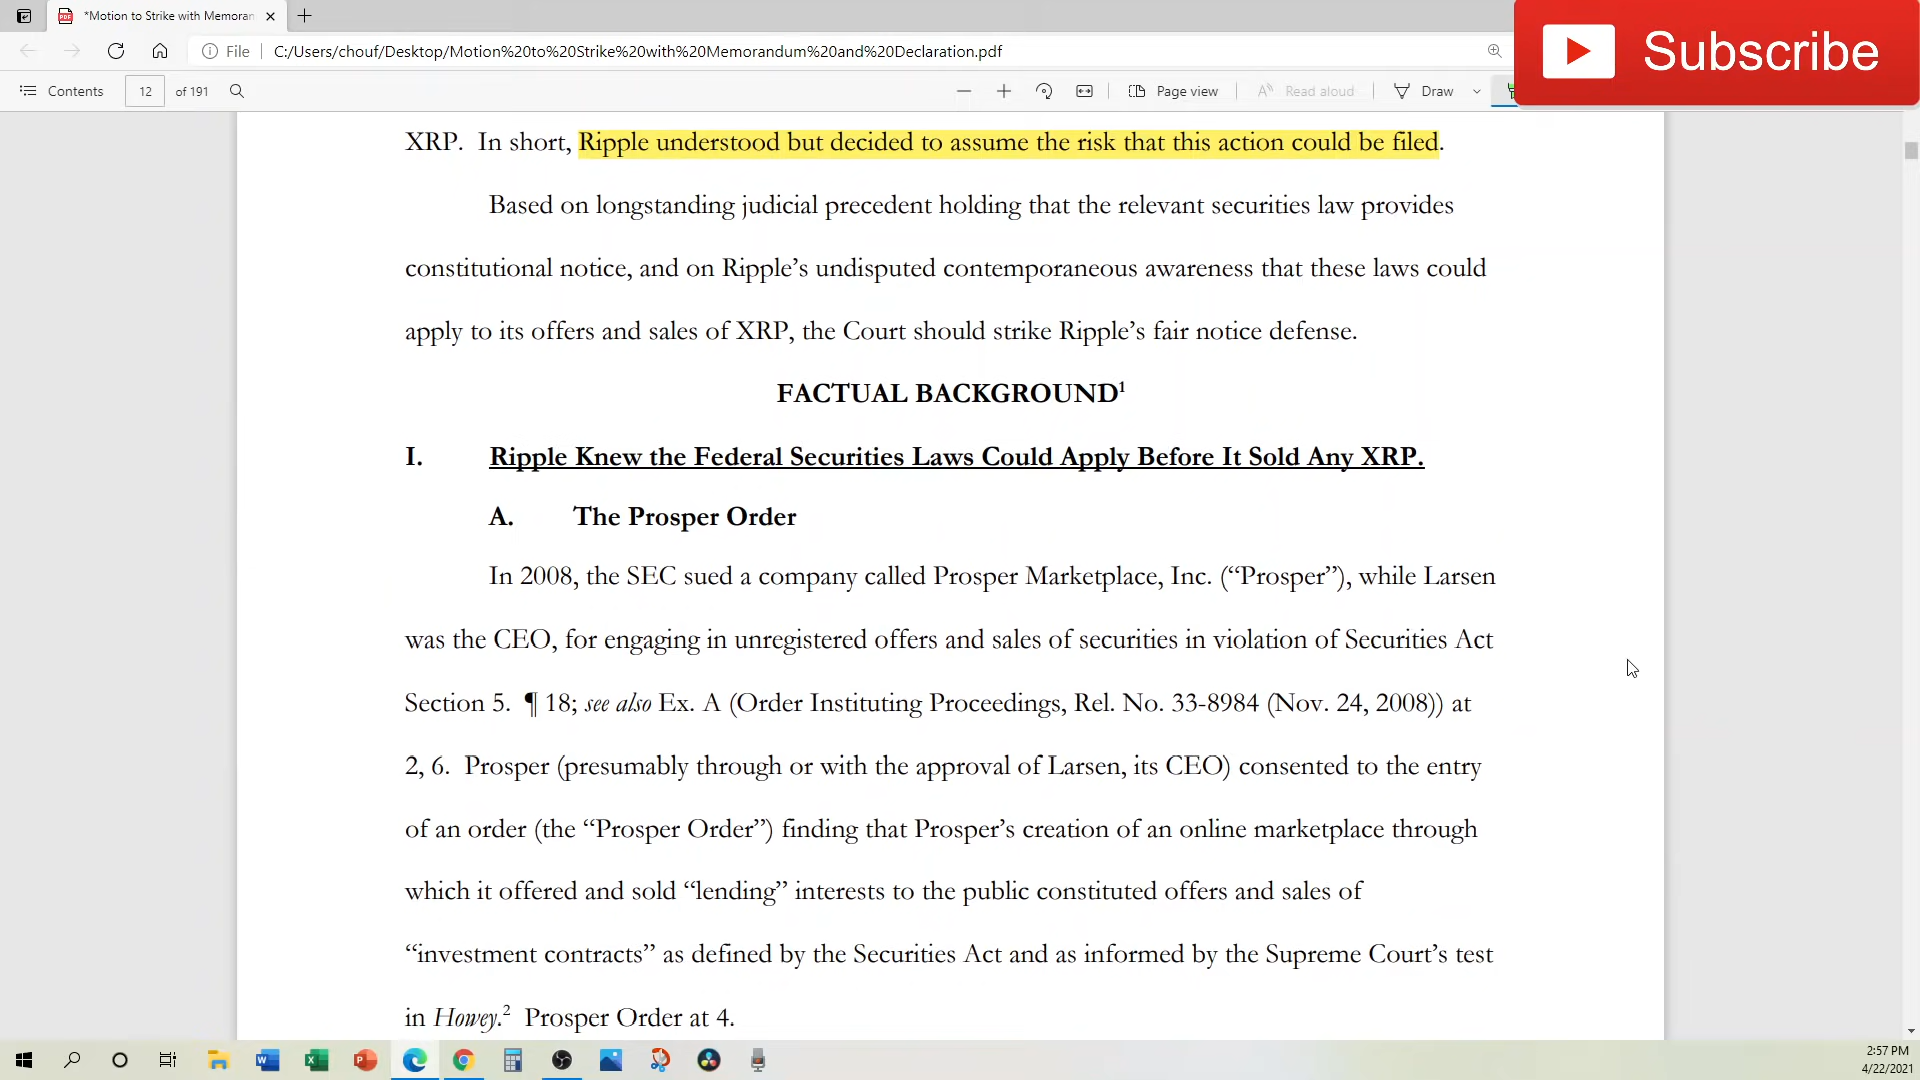 *Motion to Strike with Memoran
File
C:/Users/chouf/Desktop/Motion%20to%20Strike%20with%20Memorandum%20and%20Declaration.pdf
Subscribe
Contents
12
of 191
Page view
Read aloud
Draw
XRP. In short, Ripple understood but decided to assume the risk that this action could be filed.
Based on longstanding judicial precedent holding that the relevant securities law provides
constitutional notice, and on Ripple’s undisputed contemporaneous awareness that these laws could
apply to its offers and sales of XRP, the Court should strike Ripple’s fair notice defense.
FACTUAL BACKGROUND¹
I. Ripple Knew the Federal Securities Laws Could Apply Before It Sold Any XRP.
A. The Prosper Order
In 2008, the SEC sued a company called Prosper Marketplace, Inc. (“Prosper”), while Larsen
was the CEO, for engaging in unregistered offers and sales of securities in violation of Securities Act
Section 5. ¶ 18; see also Ex. A (Order Instituting Proceedings, Rel. No. 33-8984 (Nov. 24, 2008)) at
2, 6. Prosper (presumably through or with the approval of Larsen, its CEO) consented to the entry
of an order (the “Prosper Order”) finding that Prosper’s creation of an online marketplace through
which it offered and sold “lending” interests to the public constituted offers and sales of
“investment contracts” as defined by the Securities Act and as informed by the Supreme Court’s test
in Howey.² Prosper Order at 4.
2:57 PM
4/22/2021